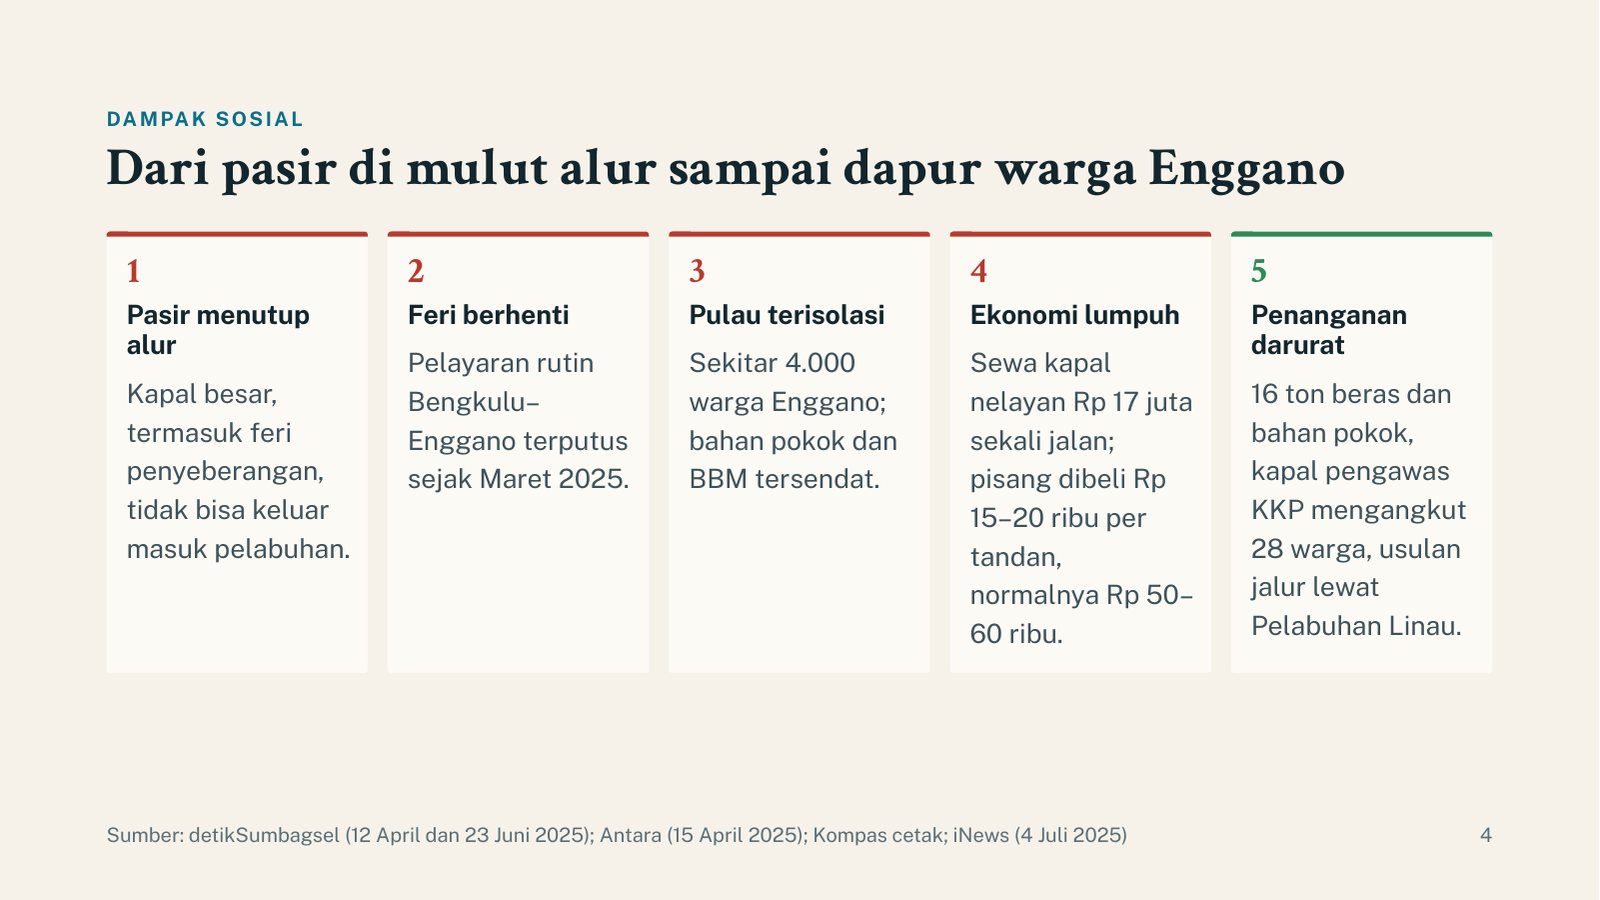 DAMPAK SOSIAL
Dari pasir di mulut alur sampai dapur warga Enggano
1
Pasir menutup
alur
Kapal besar,
termasuk feri
penyeberangan,
tidak bisa keluar
masuk pelabuhan.
2
Feri berhenti
Pelayaran rutin
Bengkulu–
Enggano terputus
sejak Maret 2025.
3
Pulau terisolasi
Sekitar 4.000
warga Enggano;
bahan pokok dan
BBM tersendat.
4
Ekonomi lumpuh
Sewa kapal
nelayan Rp 17 juta
sekali jalan;
pisang dibeli Rp
15–20 ribu per
tandan,
normalnya Rp 50–
60 ribu.
5
Penanganan
darurat
16 ton beras dan
bahan pokok,
kapal pengawas
KKP mengangkut
28 warga, usulan
jalur lewat
Pelabuhan Linau.
Sumber: detikSumbagsel (12 April dan 23 Juni 2025); Antara (15 April 2025); Kompas cetak; iNews (4 Juli 2025)
4